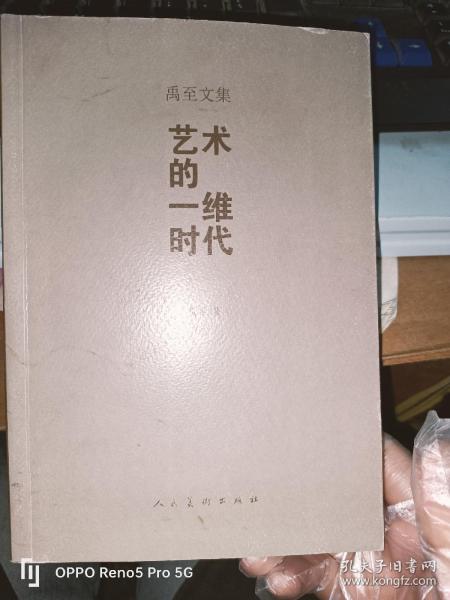 禹至文集
艺术
的
一维
时代
人民美术出版社
OPPO Reno5 Pro 5G
孔夫子旧书网
www.kongfz.com